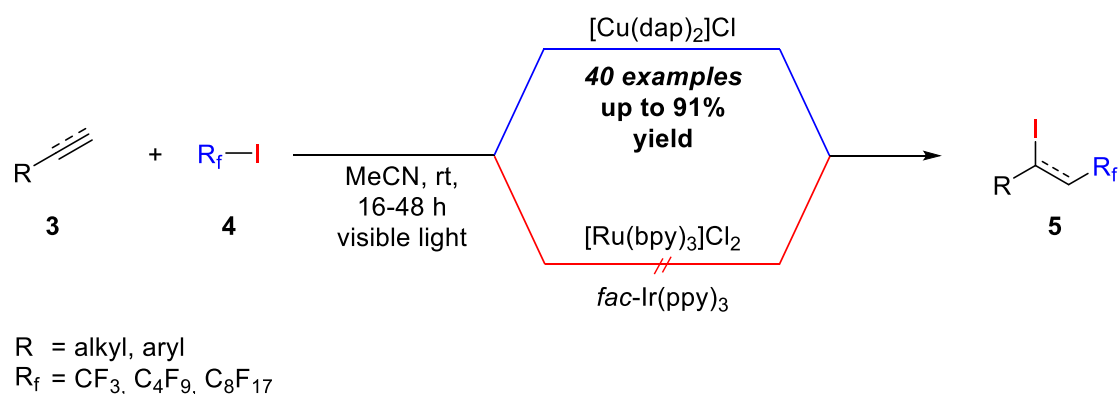 [Cu(dap)2]Cl
40 examples
up to 91%
yield
R
3
+
Rf
I
4
MeCN, rt,
16-48 h
visible light
[Ru(bpy)3]Cl2
fac-Ir(ppy)3
I
R
Rf
5
R = alkyl, aryl
Rf = CF3, C4F9, C8F17